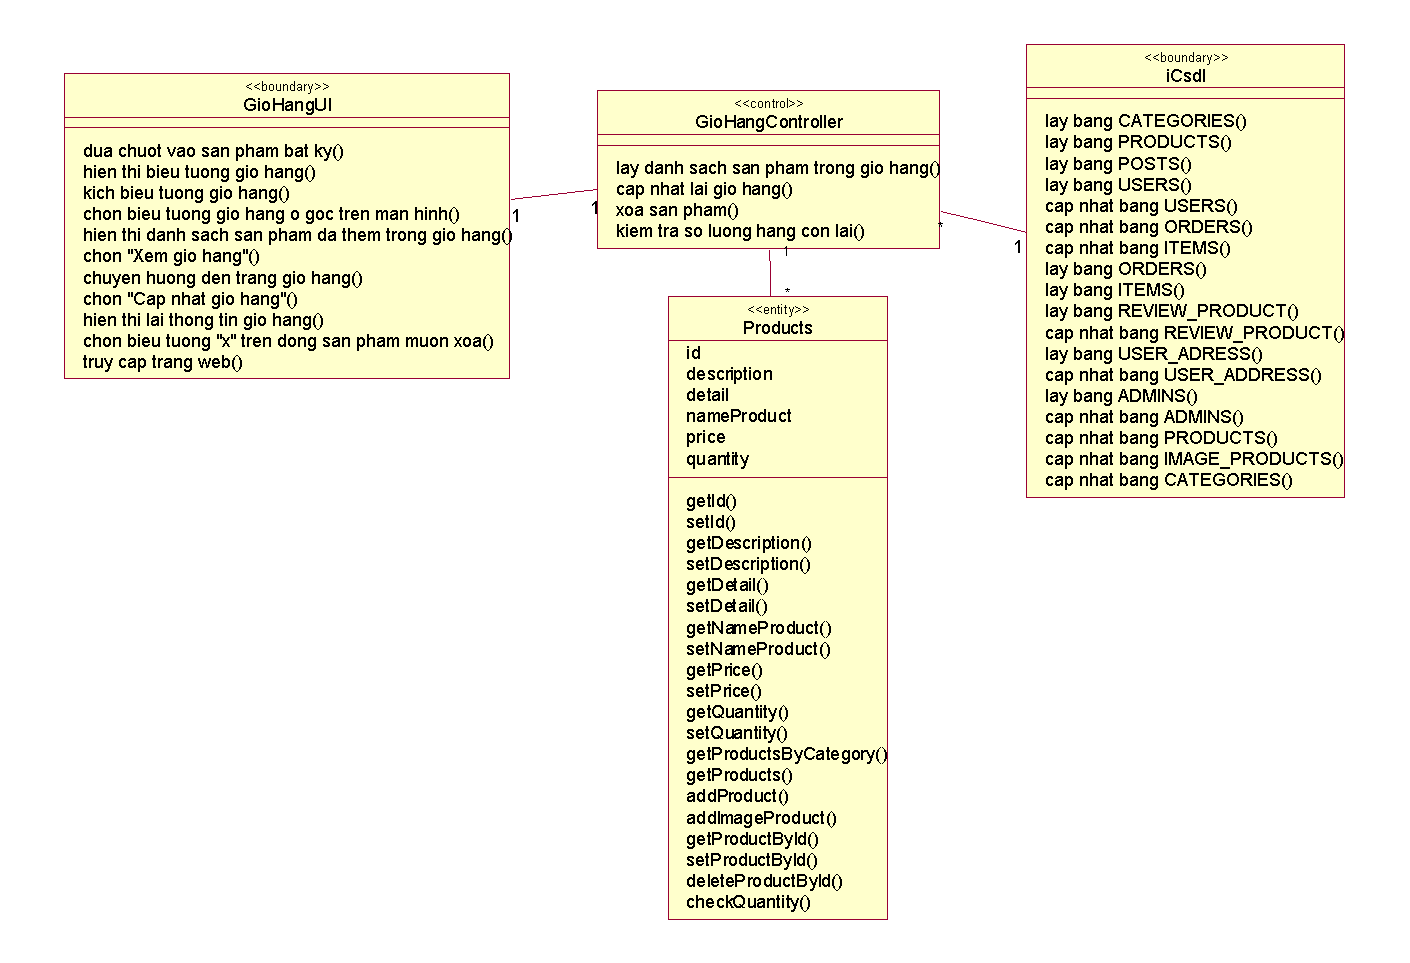 <<boundary>>
GioHangUI
dua chuot vao san pham bat ky()
hien thi bieu tuong gio hang()
kich bieu tuong gio hang()
chon bieu tuong gio hang o goc tren man hinh()
hien thi danh sach san pham da them trong gio hang()
chon "Xem gio hang"()
chuyen huong den trang gio hang()
chon "Cap nhat gio hang"()
hien thi lai thong tin gio hang()
chon bieu tuong "x" tren dong san pham muon xoa()
truy cap trang web()
1
1
<<control>>
GioHangController
lay danh sach san pham trong gio hang()
cap nhat lai gio hang()
xoa san pham()
kiem tra so luong hang con lai()
*
1
1
*
<<boundary>>
iCsdl
lay bang CATEGORIES()
lay bang PRODUCTS()
lay bang POSTS()
lay bang USERS()
cap nhat bang USERS()
cap nhat bang ORDERS()
cap nhat bang ITEMS()
lay bang ORDERS()
lay bang ITEMS()
lay bang REVIEW_PRODUCT()
cap nhat bang REVIEW_PRODUCT()
lay bang USER_ADRESS()
cap nhat bang USER_ADDRESS()
lay bang ADMINS()
cap nhat bang ADMINS()
cap nhat bang PRODUCTS()
cap nhat bang IMAGE_PRODUCTS()
cap nhat bang CATEGORIES()
<<entity>>
Products
id
description
detail
nameProduct
price
quantity
getId()
setId()
getDescription()
setDescription()
getDetail()
setDetail()
getNameProduct()
setNameProduct()
getPrice()
setPrice()
getQuantity()
setQuantity()
getProductsByCategory()
getProducts()
addProduct()
addImageProduct()
getProductById()
setProductById()
deleteProductById()
checkQuantity()